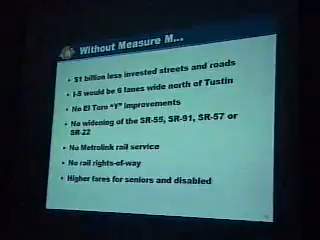 Without Measure M...
• $1 billion less invested streets and roads
• I-5 would be 6 lanes wide north of Tustin
• No El Toro "Y" improvements
• No widening of the SR-55, SR-91, SR-57 or
SR-22
• No Metrolink rail service
• No rail rights-of-way
• Higher fares for seniors and disabled